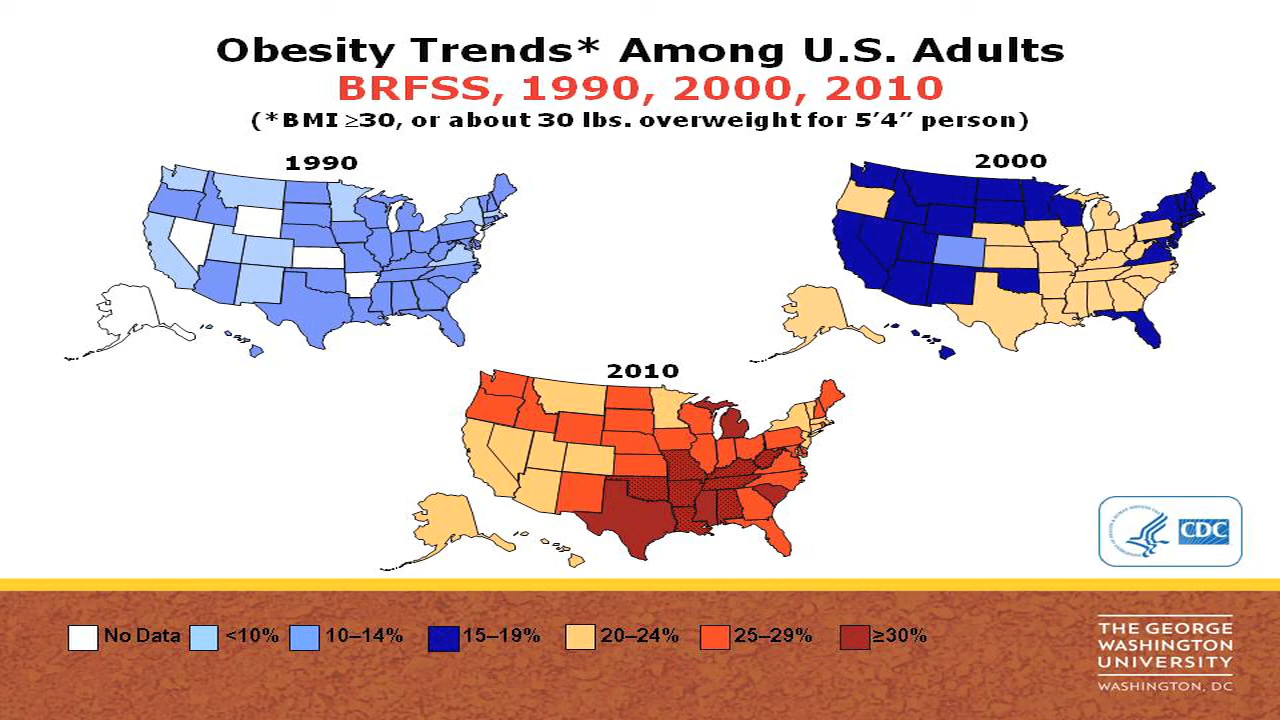 Obesity Trends* Among U.S. Adults
BRFSS, 1990, 2000, 2010
(*BMI ≥30, or about 30 lbs. overweight for 5’4” person)
1990
2000
2010
CDC
No Data
<10%
10–14%
15–19%
20–24%
25–29%
≥30%
THE GEORGE
WASHINGTON
UNIVERSITY
WASHINGTON, DC